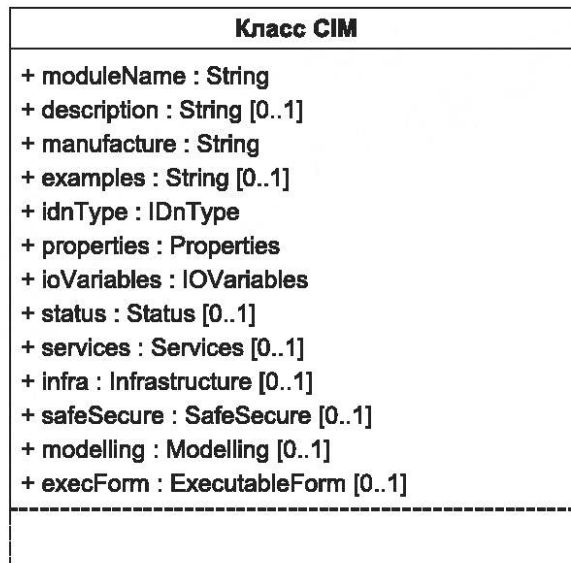 Класс CIM
+ moduleName : String
+ description : String [0..1]
+ manufacture : String
+ examples : String [0..1]
+ idnType : IDnType
+ properties : Properties
+ ioVariables : IOVariables
+ status : Status [0..1]
+ services : Services [0..1]
+ infra : Infrastructure [0..1]
+ safeSecure : SafeSecure [0..1]
+ modelling : Modelling [0..1]
+ execForm : ExecutableForm [0..1]